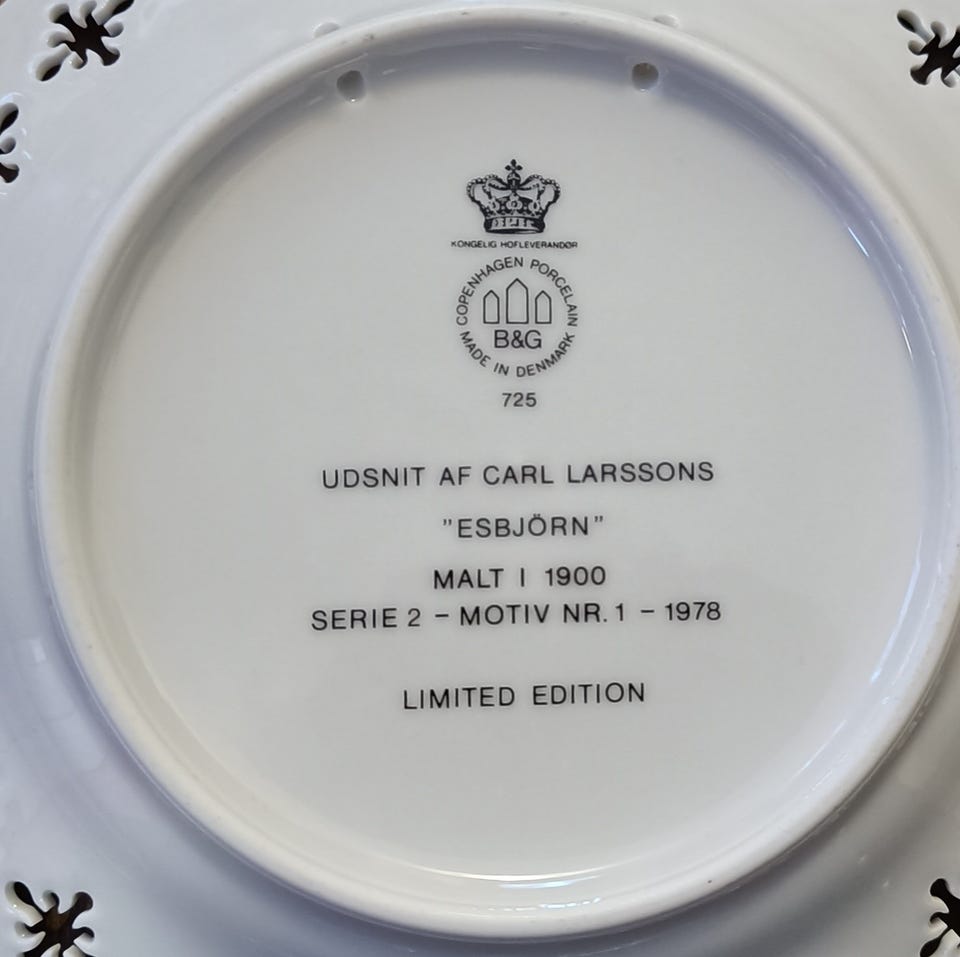 KONGELIG HOFLEVERANDØR
COPENHAGEN PORCELAIN
B&G
MADE IN DENMARK
725
UDSNIT AF CARL LARSSONS
"ESBJÖRN"
MALT I 1900
SERIE 2 – MOTIV NR. 1 – 1978
LIMITED EDITION